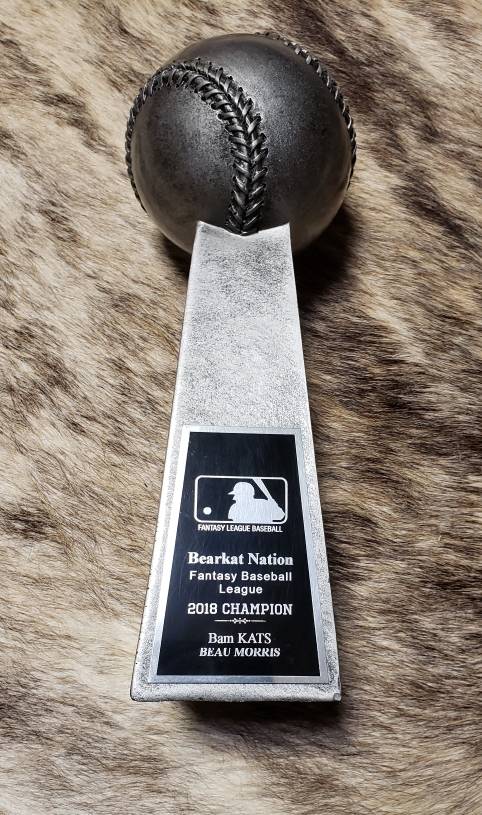 FANTASY LEAGUE BASEBALL
Bearkat Nation
Fantasy Baseball
League
2018 CHAMPION
Bam KATS
BEAU MORRIS